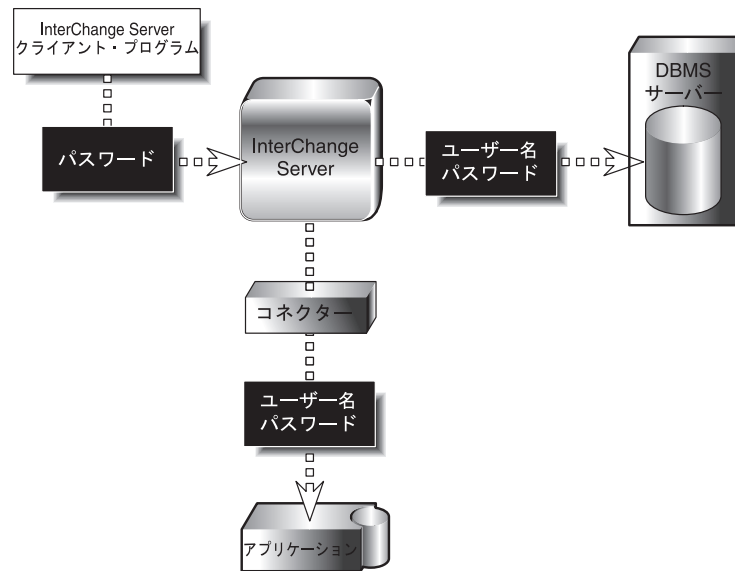 InterChange Server
クライアント・プログラム
DBMS
サーバー
パスワード
InterChange
Server
ユーザー名
パスワード
コネクター
ユーザー名
パスワード
アプリケーション